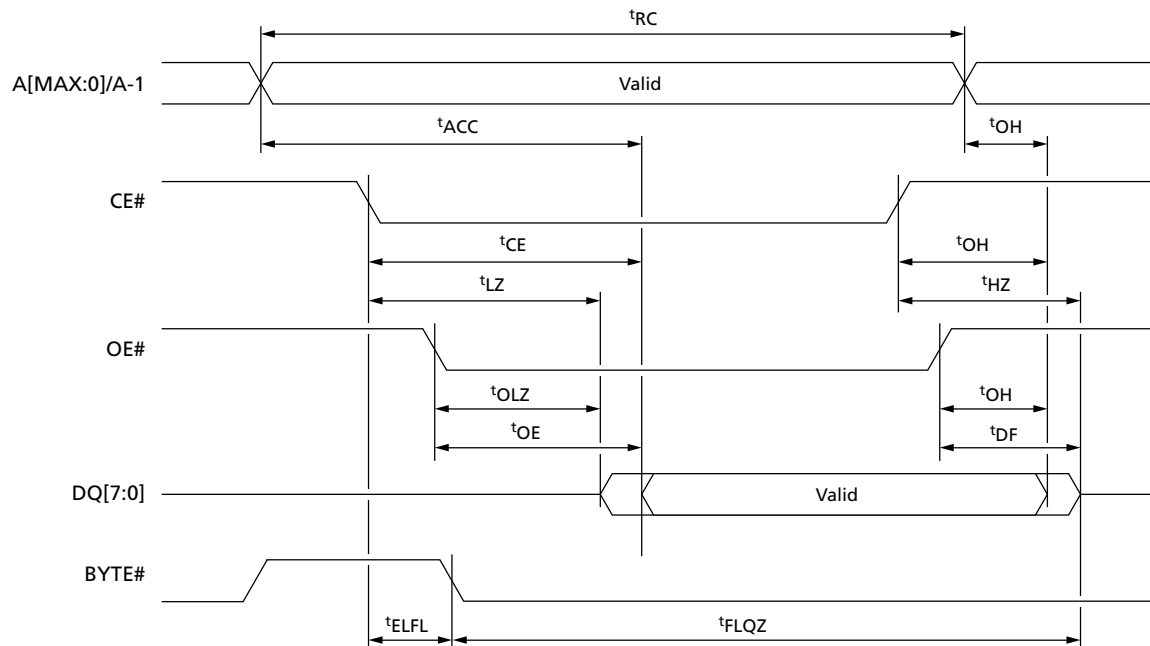 tRC
A[MAX:0]/A-1
Valid
tACC
tOH
CE#
tCE
tOH
tLZ
tHZ
OE#
tOLZ
tOH
tOE
tDF
DQ[7:0]
Valid
BYTE#
tELFL
tFLQZ